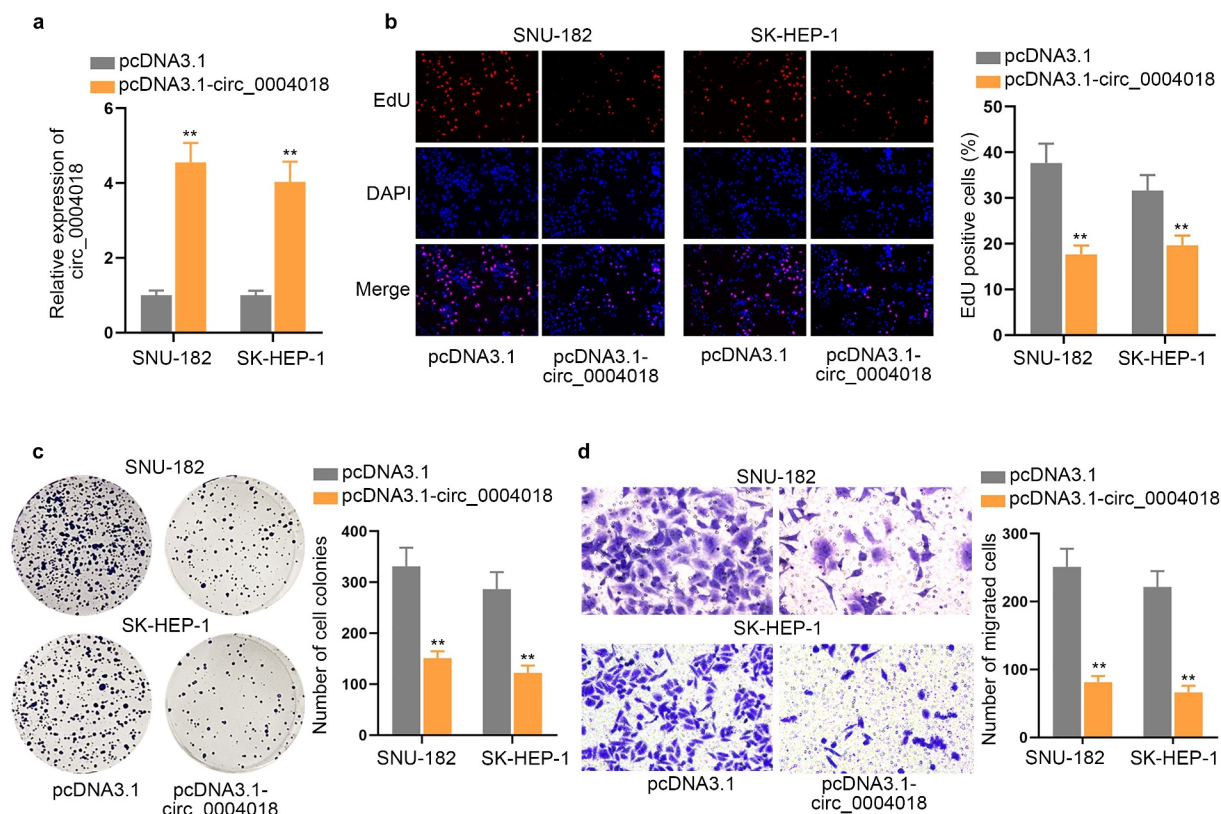 a
pcDNA3.1
pcDNA3.1-circ_0004018
Relative expression of
circ_0004018
6
4
2
0
**
**
SNU-182
SK-HEP-1
b
SNU-182
SK-HEP-1
EdU
DAPI
Merge
pcDNA3.1
pcDNA3.1-
circ_0004018
pcDNA3.1
pcDNA3.1-
circ_0004018
pcDNA3.1
pcDNA3.1-circ_0004018
EdU positive cells (%)
50
40
30
20
10
0
**
**
SNU-182
SK-HEP-1
c
SNU-182
SK-HEP-1
pcDNA3.1
pcDNA3.1-
circ_0004018
pcDNA3.1
pcDNA3.1-circ_0004018
Number of cell colonies
400
300
200
100
0
**
**
SNU-182
SK-HEP-1
d
SNU-182
SK-HEP-1
pcDNA3.1
pcDNA3.1-
circ_0004018
pcDNA3.1
pcDNA3.1-circ_0004018
Number of migrated cells
300
200
100
0
**
**
SNU-182
SK-HEP-1